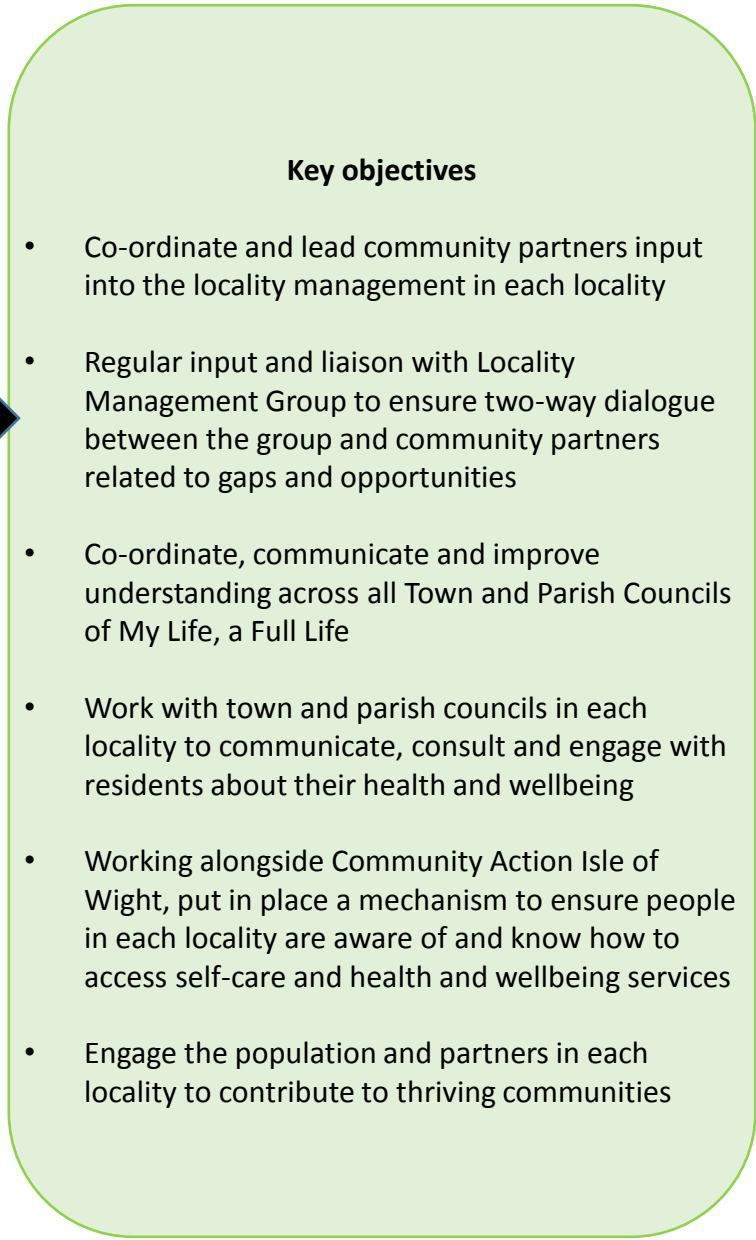 Key objectives
• Co-ordinate and lead community partners input
into the locality management in each locality
• Regular input and liaison with Locality
Management Group to ensure two-way dialogue
between the group and community partners
related to gaps and opportunities
• Co-ordinate, communicate and improve
understanding across all Town and Parish Councils
of My Life, a Full Life
• Work with town and parish councils in each
locality to communicate, consult and engage with
residents about their health and wellbeing
• Working alongside Community Action Isle of
Wight, put in place a mechanism to ensure people
in each locality are aware of and know how to
access self-care and health and wellbeing services
• Engage the population and partners in each
locality to contribute to thriving communities